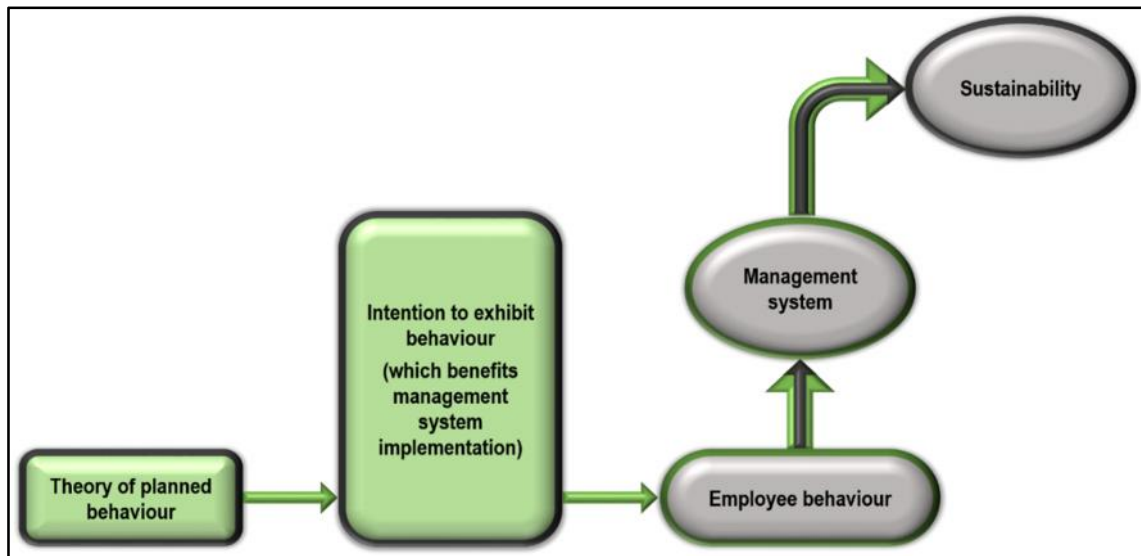 Sustainability
Management
system
Intention to exhibit
behaviour
(which benefits
management
system
implementation)
Theory of planned
behaviour
Employee behaviour